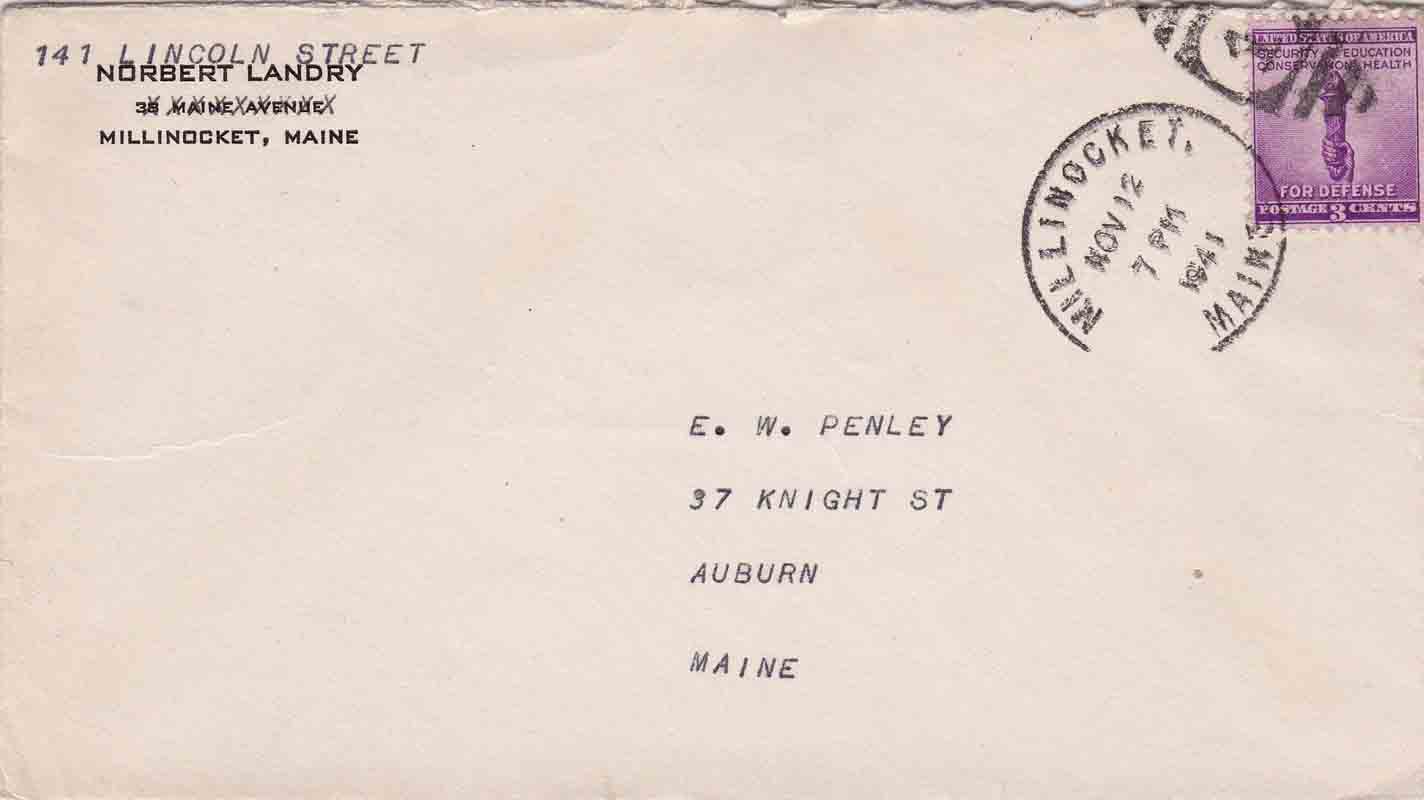 141 LINCOLN STREET
NORBERT LANDRY
XXXXXXXXX
MAINE AVENUE
MILLINOCKET, MAINE
UNITED STATES OF AMERICA
SECURITY EDUCATION
CONSERVATION HEALTH
FOR DEFENSE
POSTAGE 3 CENTS
MILLINOCKET,
NOV 12
7 PM
1941
MAINE
E. W. PENLEY
37 KNIGHT ST
AUBURN
MAINE